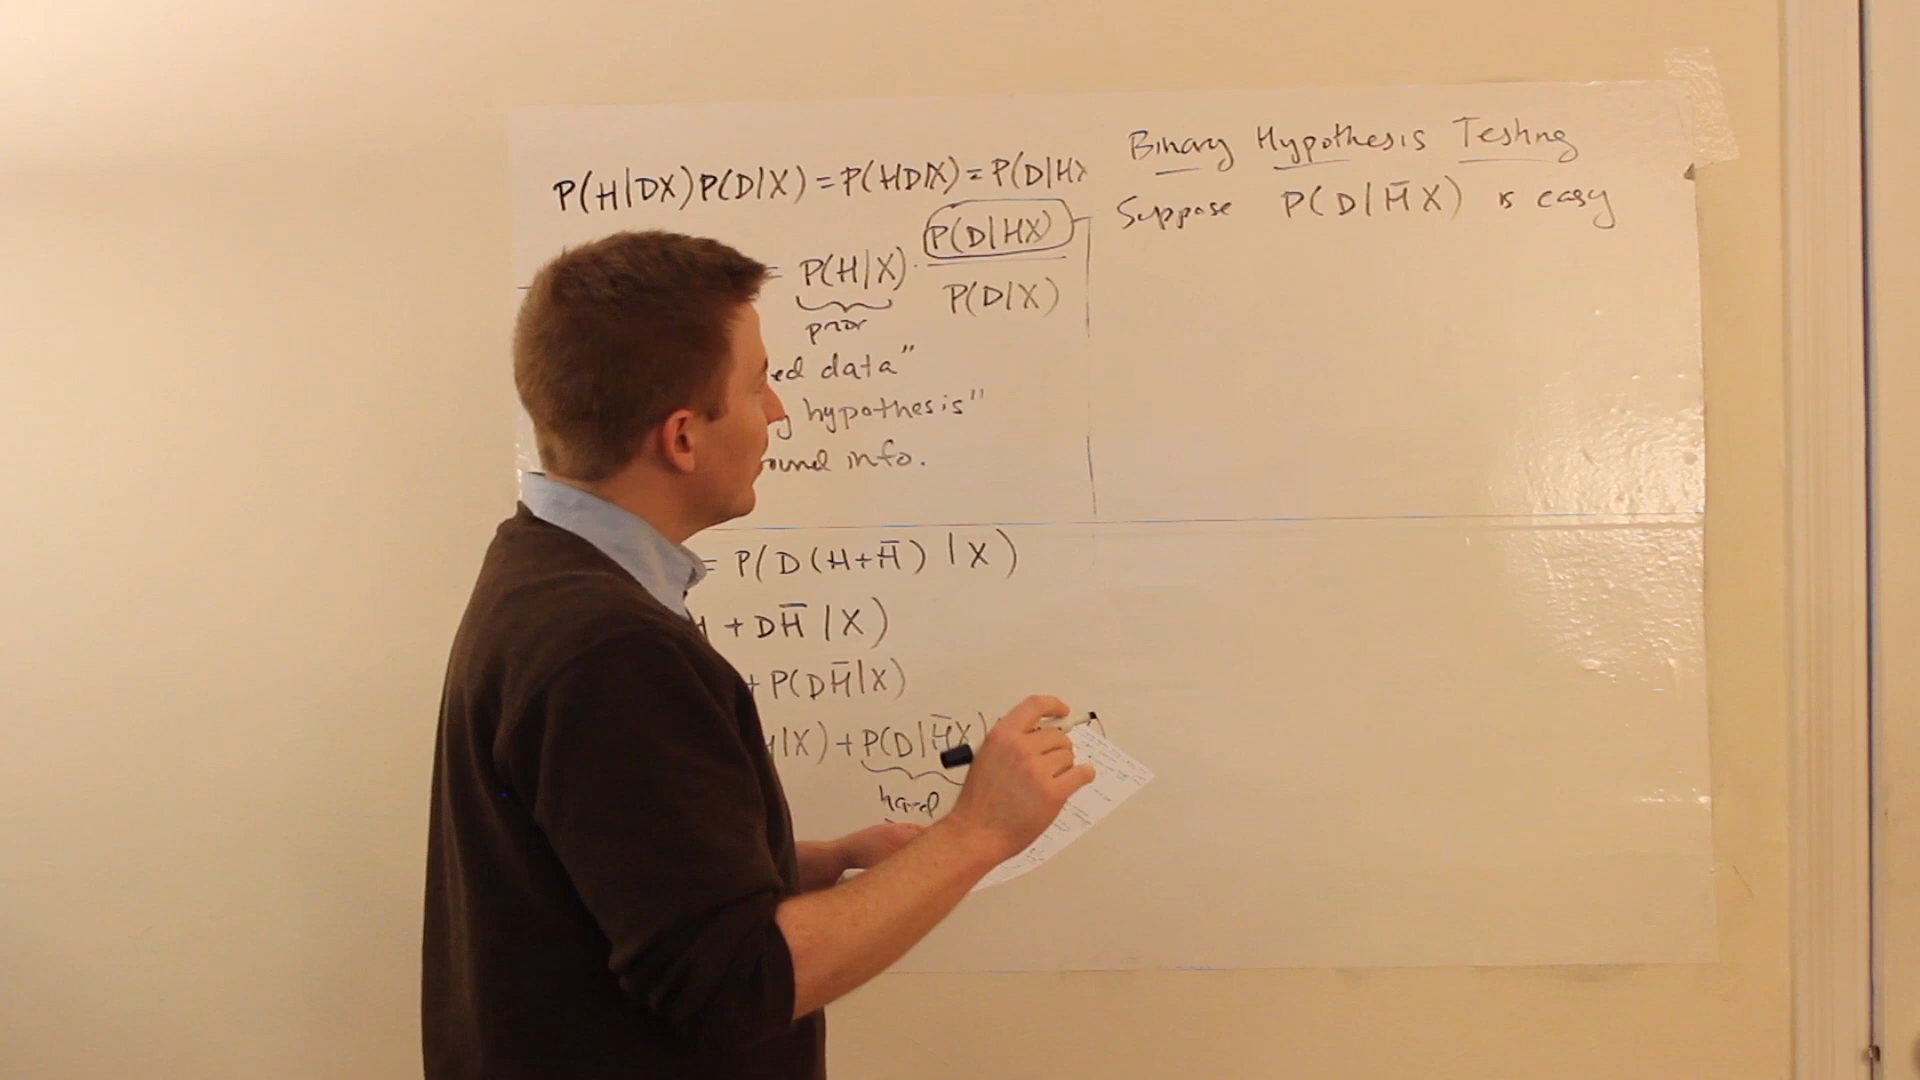 P(H|DX)P(D|X) = P(HD|X) = P(D|HX
= P(H|X) · P(D|HX)
P(D|X)
prior
ed data"
hypothesis"
ound info.
= P(D(H+H̄) |X)
+ DH̄ |X)
+ P(DH̄|X)
|X) + P(D|H̄X)
hard
Binary Hypothesis Testing
Suppose P(D|H̄X) is easy